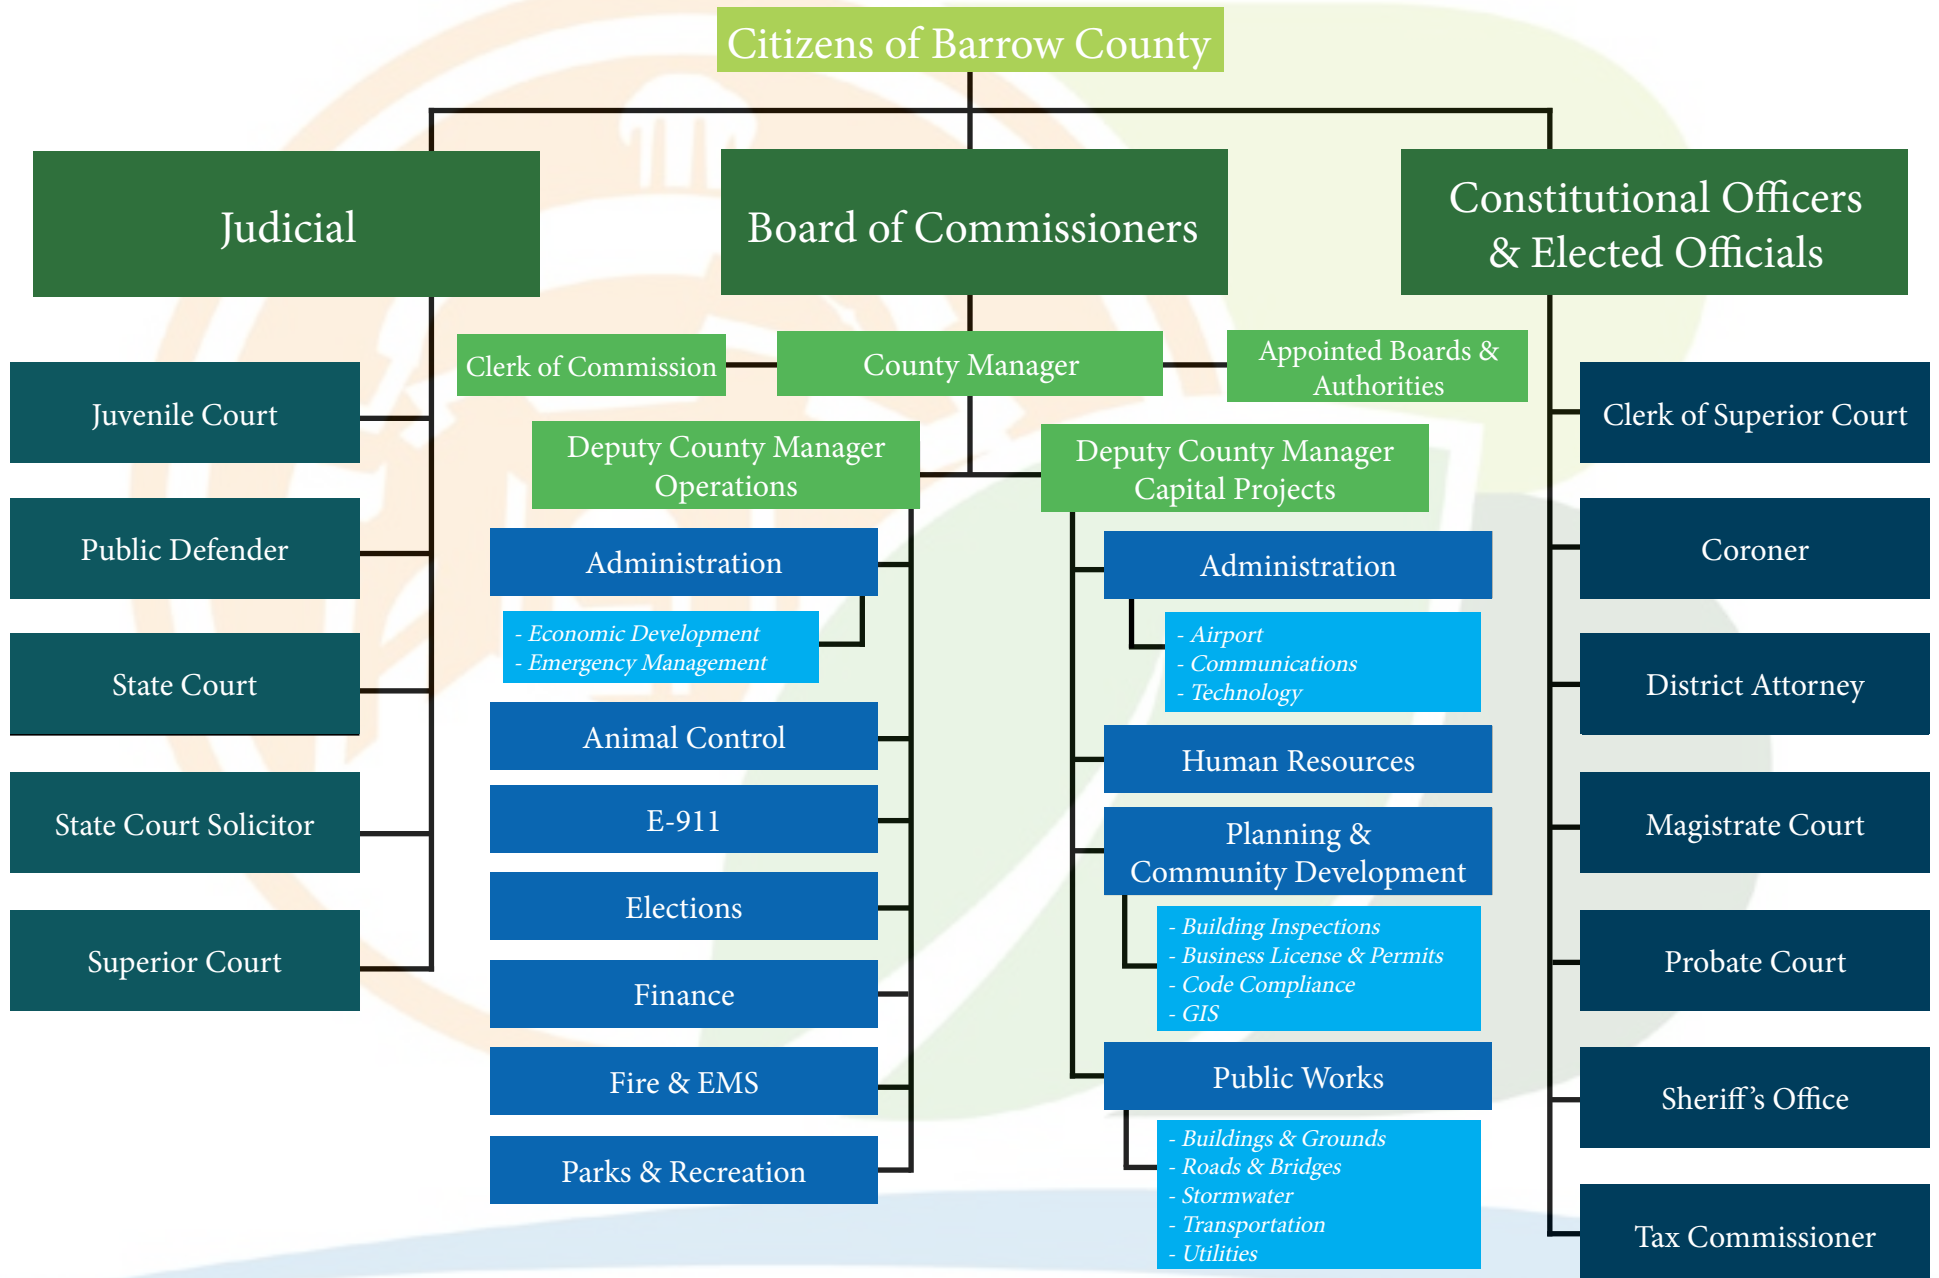 Citizens of Barrow County
Judicial
Board of Commissioners
Constitutional Officers
& Elected Officials
Clerk of Commission
County Manager
Appointed Boards &
Authorities
Juvenile Court
Public Defender
State Court
State Court Solicitor
Superior Court
Deputy County Manager
Operations
Administration
- Economic Development
- Emergency Management
Animal Control
E-911
Elections
Finance
Fire & EMS
Parks & Recreation
Deputy County Manager
Capital Projects
Administration
- Airport
- Communications
- Technology
Human Resources
Planning &
Community Development
- Building Inspections
- Business License & Permits
- Code Compliance
- GIS
Public Works
- Buildings & Grounds
- Roads & Bridges
- Stormwater
- Transportation
- Utilities
Clerk of Superior Court
Coroner
District Attorney
Magistrate Court
Probate Court
Sheriff's Office
Tax Commissioner